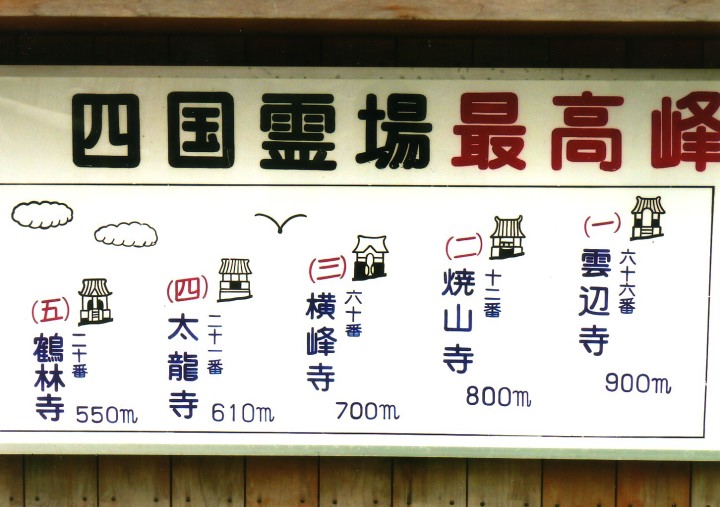 四国霊場最高峰
(一)
雲辺寺
六十六番
900m
(二)
焼山寺
十二番
800m
(三)
横峰寺
六十番
700m
(四)
太龍寺
二十一番
610m
(五)
鶴林寺
二十番
550m